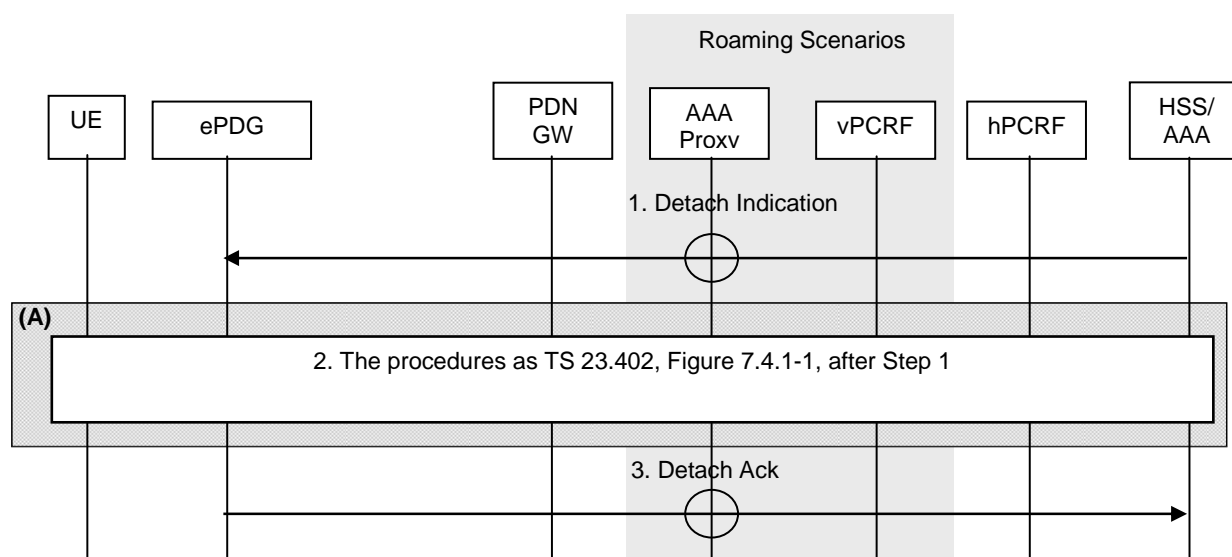 Roaming Scenarios
UE
ePDG
PDN
GW
AAA
Proxv
vPCRF
hPCRF
HSS/
AAA
1. Detach Indication
(A)
2. The procedures as TS 23.402, Figure 7.4.1-1, after Step 1
3. Detach Ack